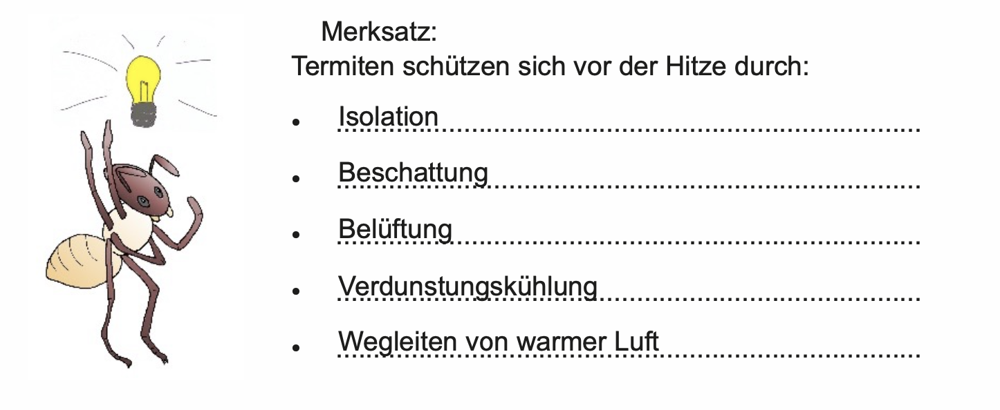 Merksatz:
Termiten schützen sich vor der Hitze durch:
• Isolation
• Beschattung
• Belüftung
• Verdunstungskühlung
• Wegleiten von warmer Luft